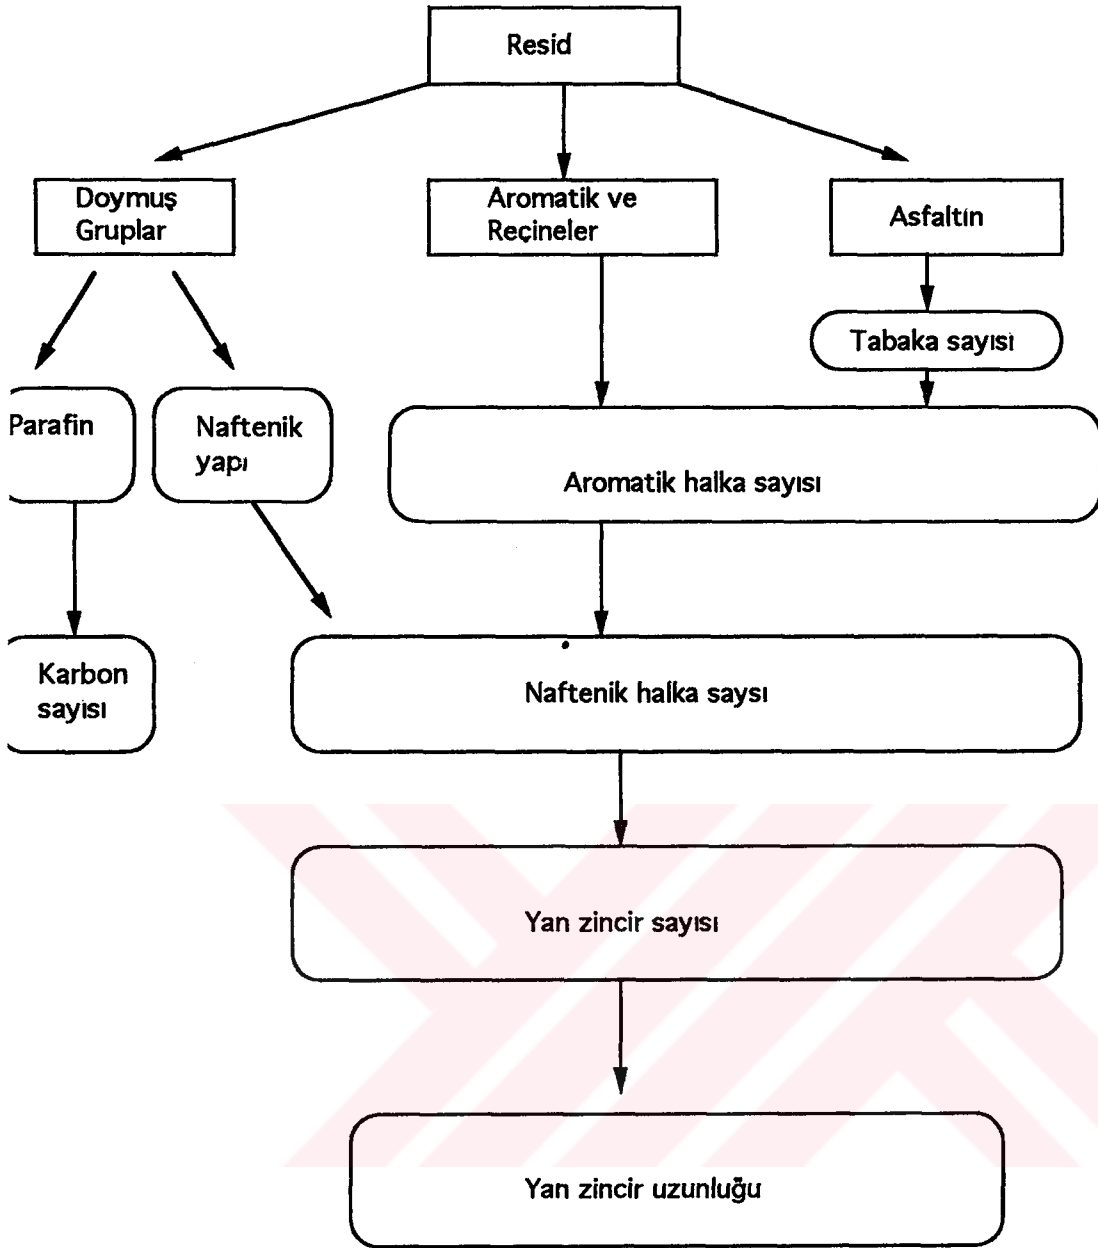 Resid
Doymuş
Gruplar
Aromatik ve
Reçineler
Asfaltin
Tabaka sayısı
Parafin
Naftenik
yapı
Aromatik halka sayısı
Karbon
sayısı
Naftenik halka saysı
Yan zincir sayısı
Yan zincir uzunluğu